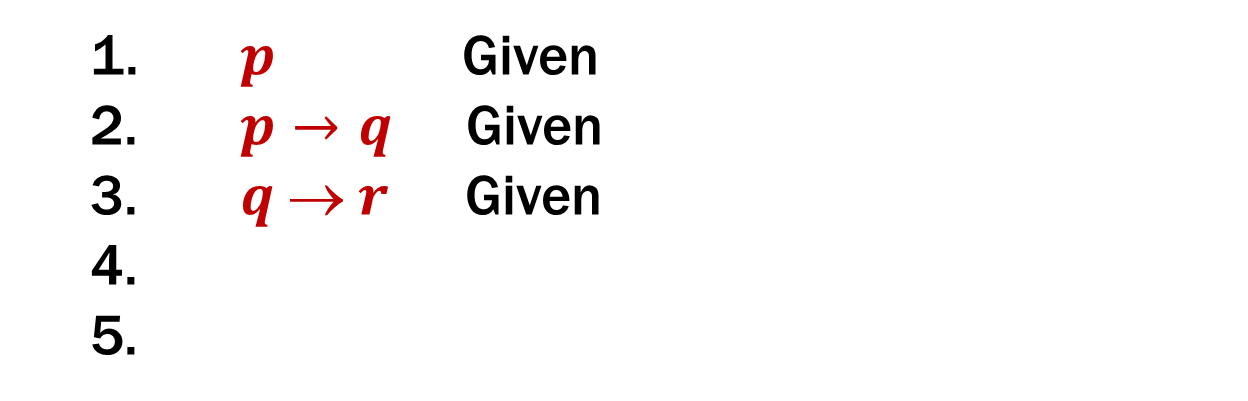 1. p Given
2. p → q Given
3. q → r Given
4.
5.